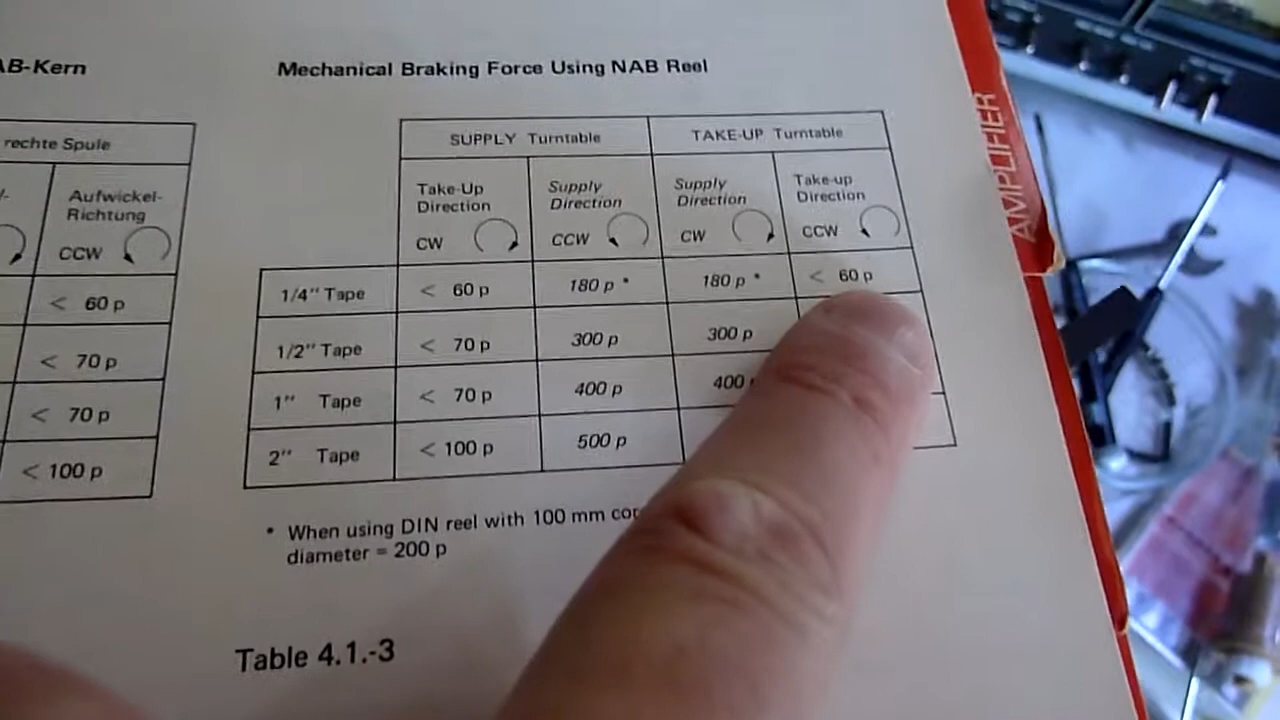 AB-Kern
rechte Spule
Aufwickel-
Richtung
CCW
< 60 p
< 70 p
< 70 p
< 100 p
Mechanical Braking Force Using NAB Reel
SUPPLY Turntable TAKE-UP Turntable
Take-Up Direction CW Supply Direction CCW Supply Direction CW Take-up Direction CCW
1/4" Tape < 60 p 180 p * 180 p * < 60 p
1/2" Tape < 70 p 300 p 300 p
1" Tape < 70 p 400 p 400
2" Tape < 100 p 500 p
* When using DIN reel with 100 mm
diameter = 200 p
Table 4.1.-3
AMPLIFIER